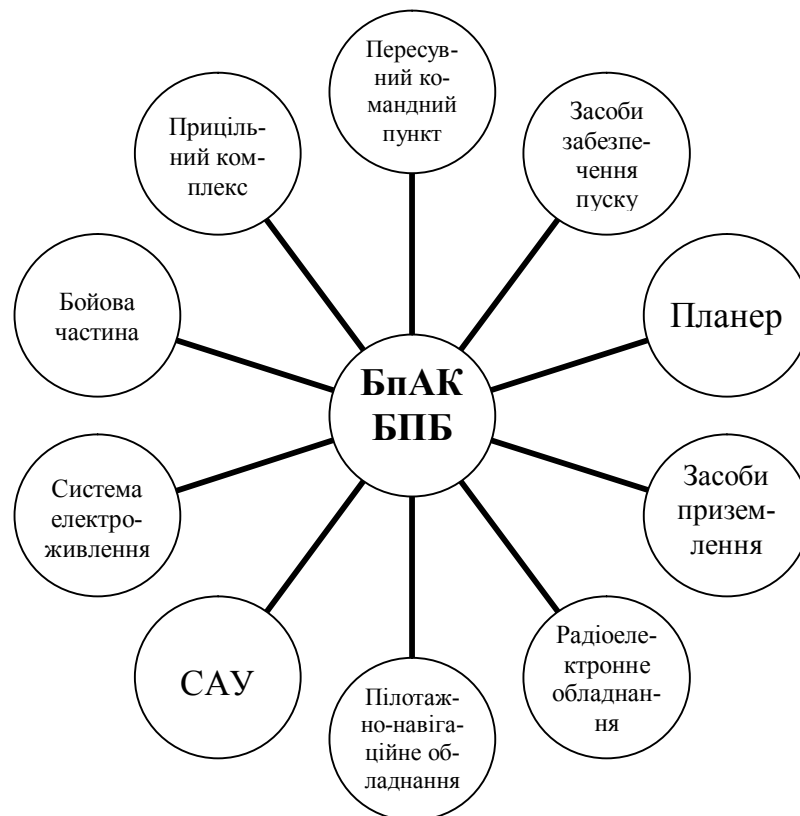 Пересув-
ний ко-
мандний
пункт
Засоби
забезпе-
чення
пуску
Планер
Засоби
призем-
лення
Радіоеле-
ктронне
обладнан-
ня
Пілотаж-
но-навіга-
ційне об-
ладнання
САУ
Система
електро-
живлення
Бойова
частина
Приціль-
ний ком-
плекс
БпАК
БПБ